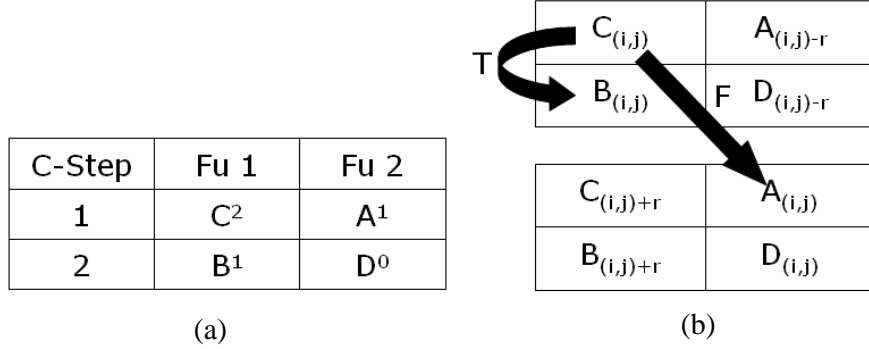 C-Step Fu 1 Fu 2
1 C² A¹
2 B¹ D⁰
(a)
C(i,j) A(i,j)-r
T
B(i,j) F D(i,j)-r
C(i,j)+r A(i,j)
B(i,j)+r D(i,j)
(b)